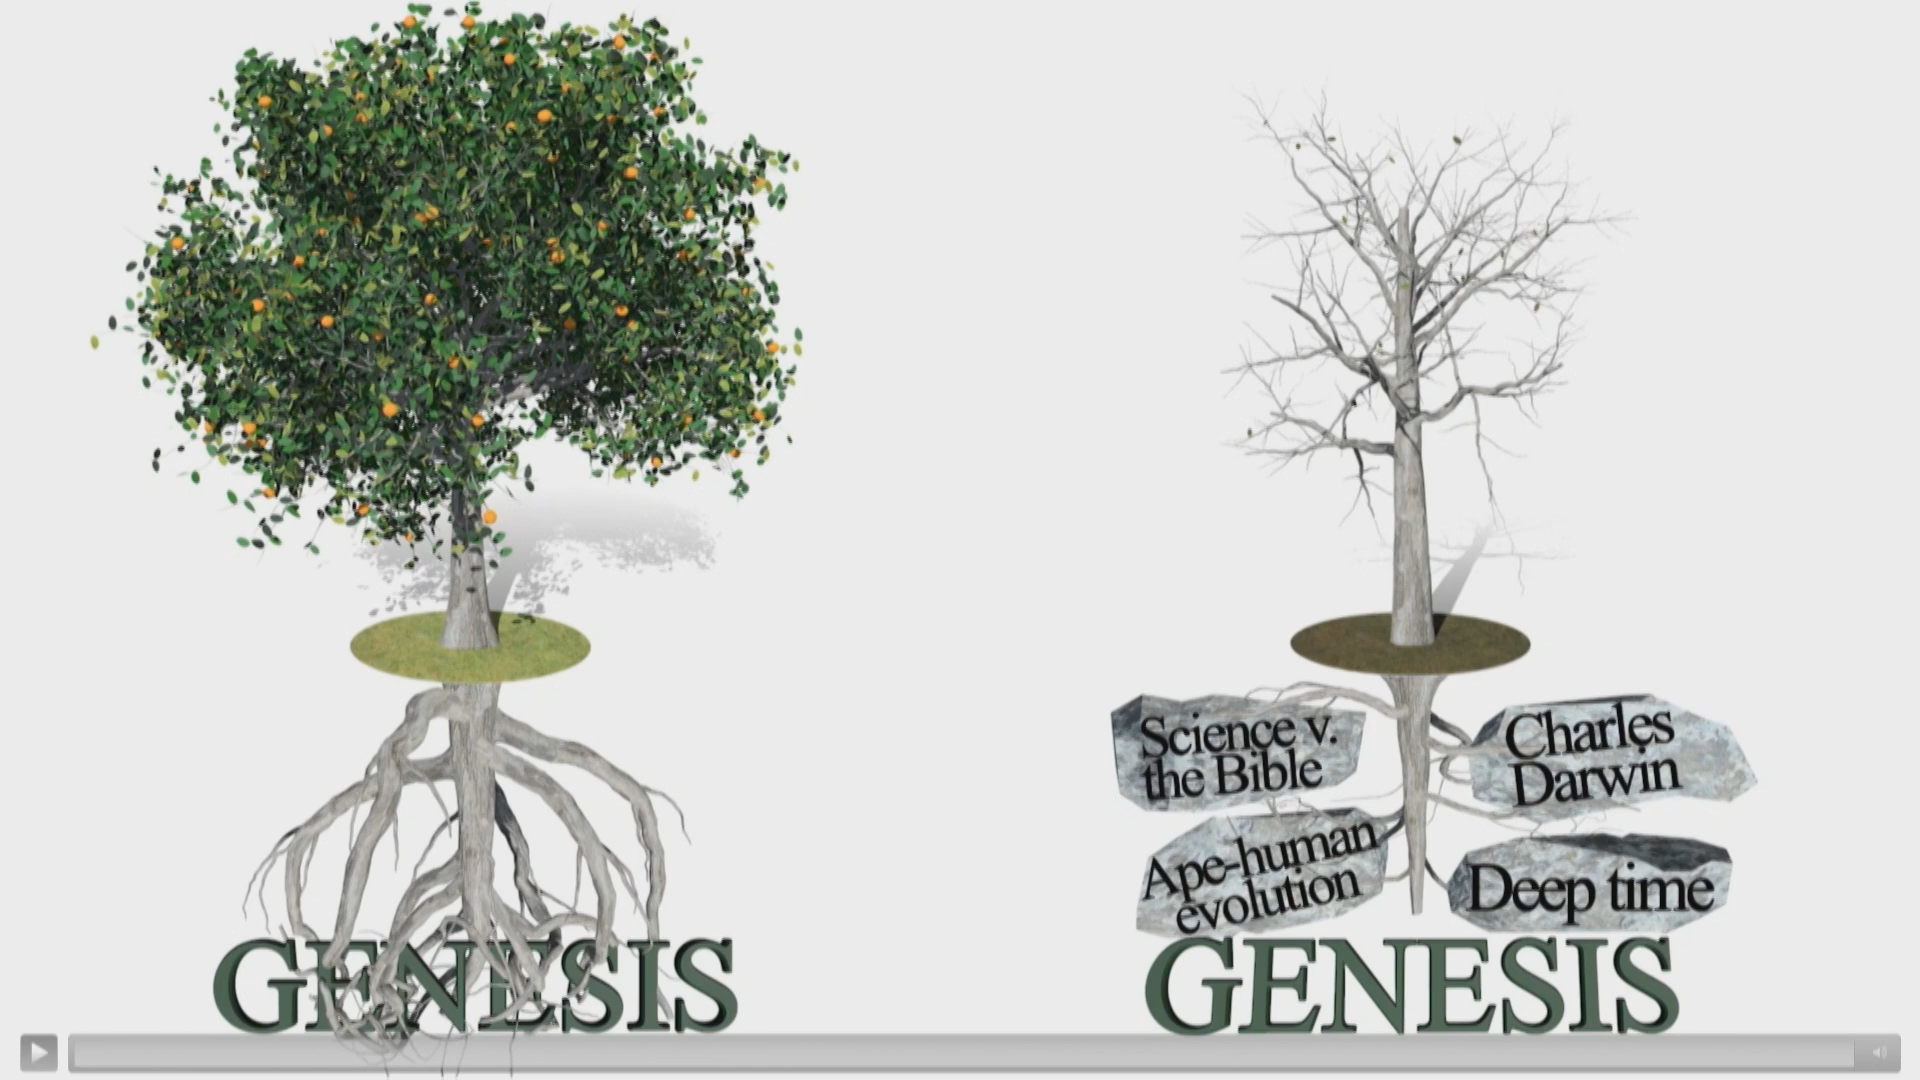 Science v.
the Bible
Charles
Darwin
Ape-human
evolution
Deep time
GENESIS
GENESIS